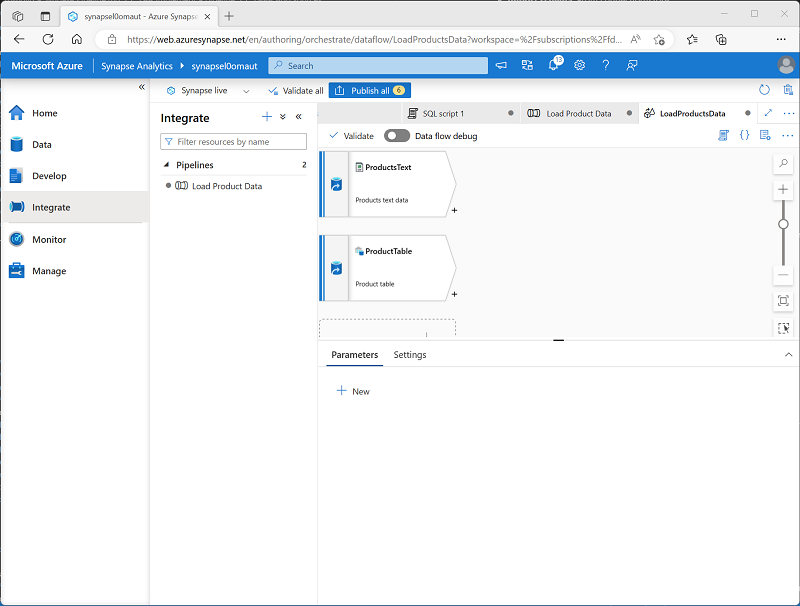 synapsel0omaut - Azure Synapse
https://web.azuresynapse.net/en/authoring/orchestrate/dataflow/LoadProductsData?workspace=%2Fsubscriptions%2Ffd...
Microsoft Azure
Synapse Analytics
synapsel0omaut
Search
13
Synapse live
Validate all
Publish all
6
Home
Data
Develop
Integrate
Monitor
Manage
Integrate
Filter resources by name
Pipelines
2
Load Product Data
SQL script 1
Load Product Data
LoadProductsData
Validate
Data flow debug
ProductsText
Products text data
ProductTable
Product table
Parameters
Settings
New